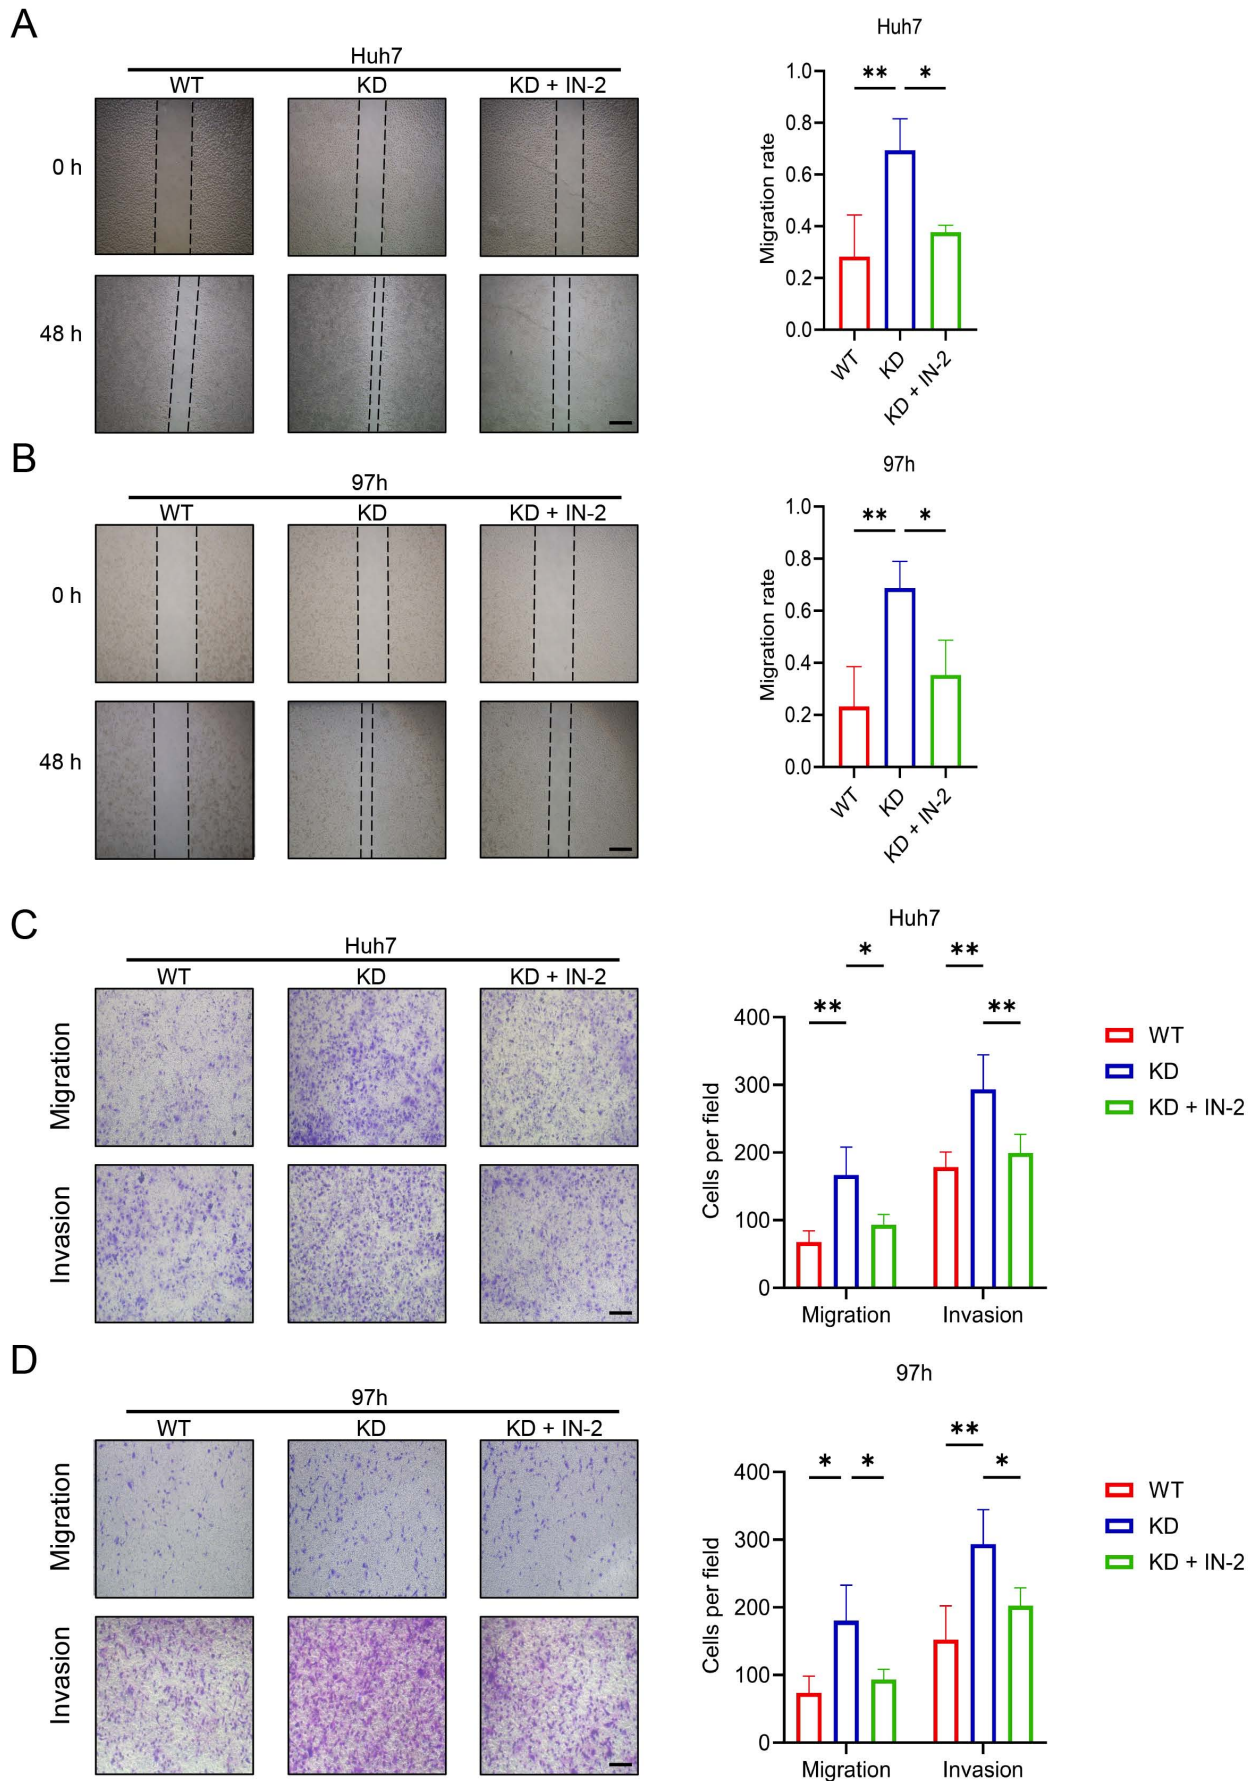 A
Huh7
WT KD KD + IN-2
0 h
48 h
Huh7
1.0
0.8
0.6
0.4
0.2
0.0
Migration rate
** *
WT KD KD + IN-2
B
97h
WT KD KD + IN-2
0 h
48 h
97h
1.0
0.8
0.6
0.4
0.2
0.0
Migration rate
** *
WT KD KD + IN-2
C
Huh7
WT KD KD + IN-2
Migration
Invasion
Huh7
* **
** **
400
300
200
100
0
Cells per field
Migration Invasion
WT
KD
KD + IN-2
D
97h
WT KD KD + IN-2
Migration
Invasion
97h
**
* * *
400
300
200
100
0
Cells per field
Migration Invasion
WT
KD
KD + IN-2